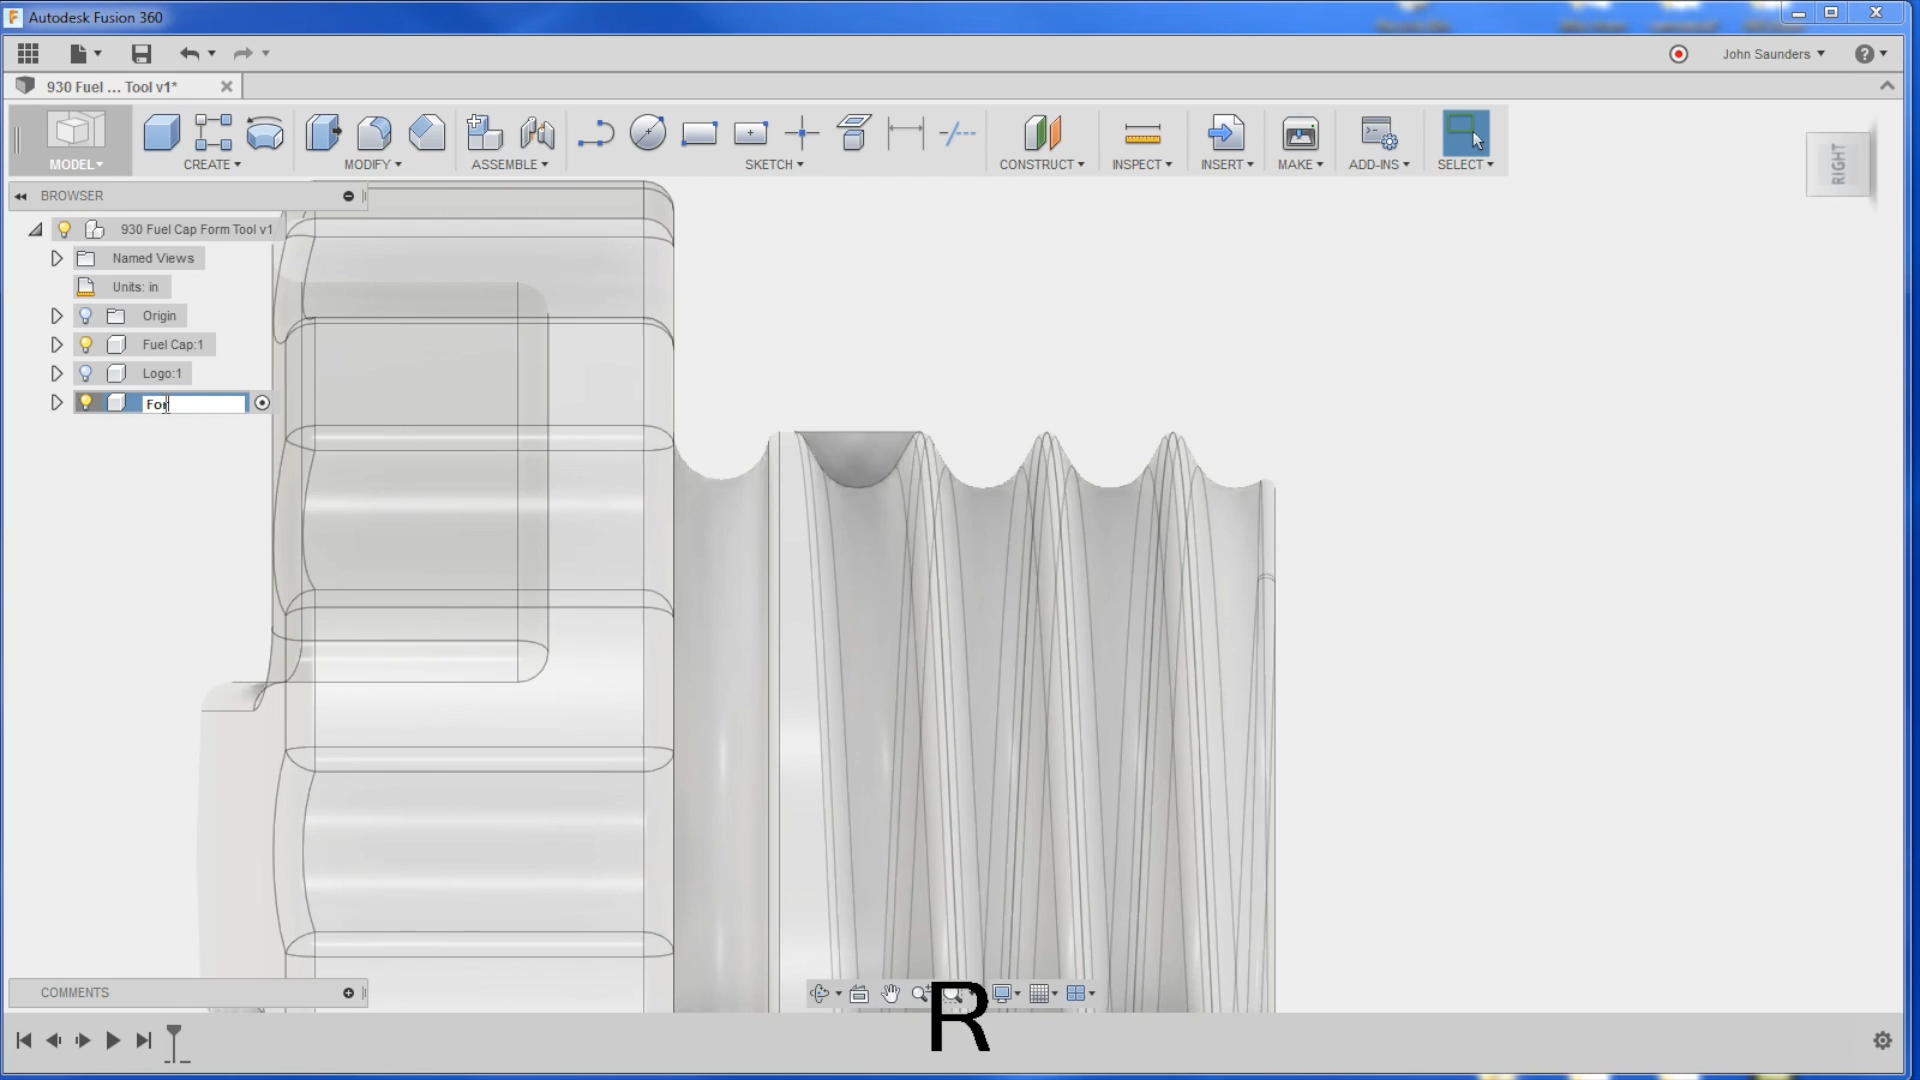 Autodesk Fusion 360
John Saunders
930 Fuel ... Tool v1*
MODEL
CREATE
MODIFY
ASSEMBLE
SKETCH
CONSTRUCT
INSPECT
INSERT
MAKE
ADD-INS
SELECT
RIGHT
BROWSER
930 Fuel Cap Form Tool v1
Named Views
Units: in
Origin
Fuel Cap:1
Logo:1
For
COMMENTS
R